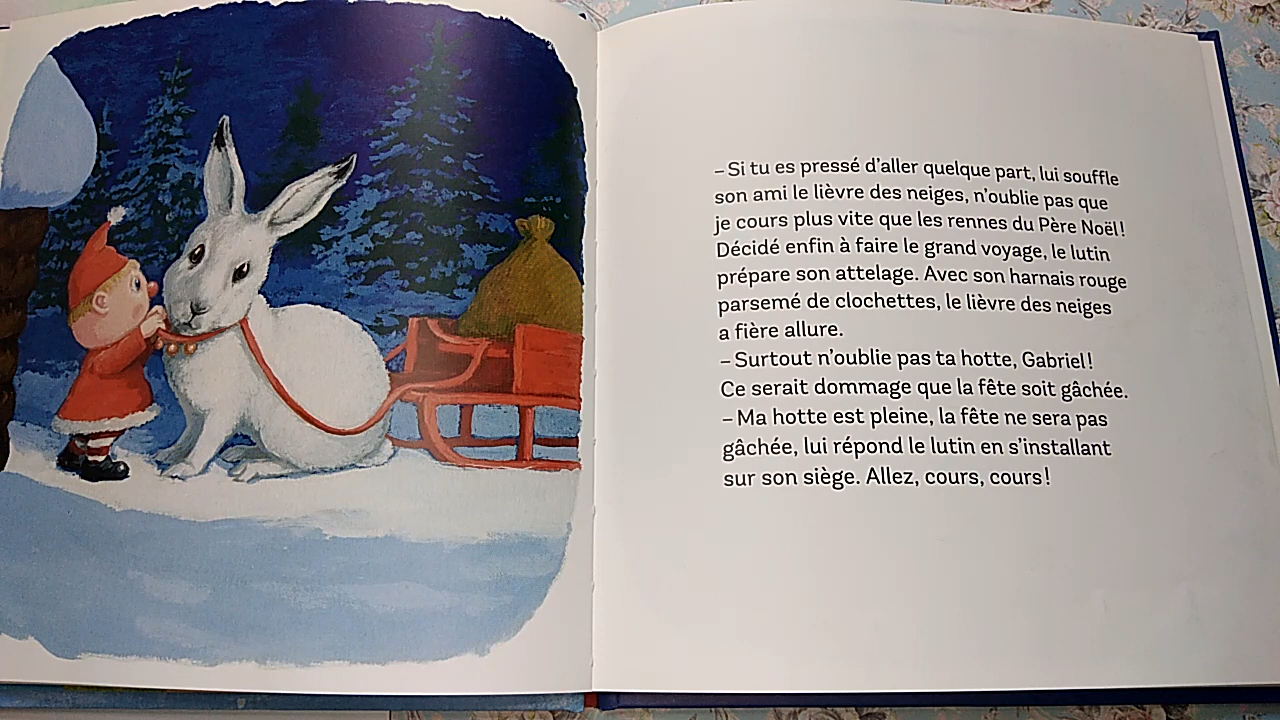 – Si tu es pressé d'aller quelque part, lui souffle
son ami le lièvre des neiges, n'oublie pas que
je cours plus vite que les rennes du Père Noël !
Décidé enfin à faire le grand voyage, le lutin
prépare son attelage. Avec son harnais rouge
parsemé de clochettes, le lièvre des neiges
a fière allure.
– Surtout n'oublie pas ta hotte, Gabriel !
Ce serait dommage que la fête soit gâchée.
– Ma hotte est pleine, la fête ne sera pas
gâchée, lui répond le lutin en s'installant
sur son siège. Allez, cours, cours !